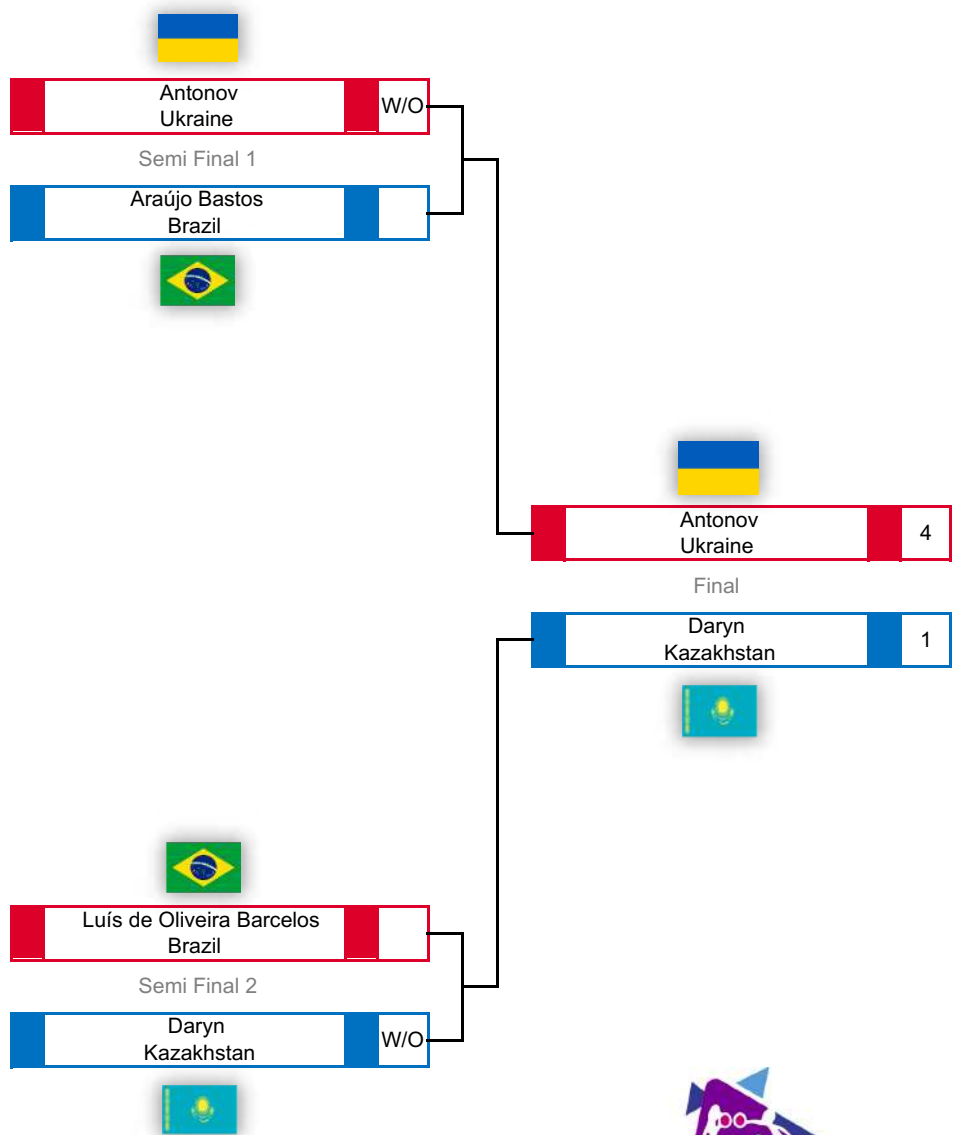 Antonov
Ukraine
W/O
Semi Final 1
Araújo Bastos
Brazil
Antonov
Ukraine
4
Final
Daryn
Kazakhstan
1
Luís de Oliveira Barcelos
Brazil
Semi Final 2
Daryn
Kazakhstan
W/O